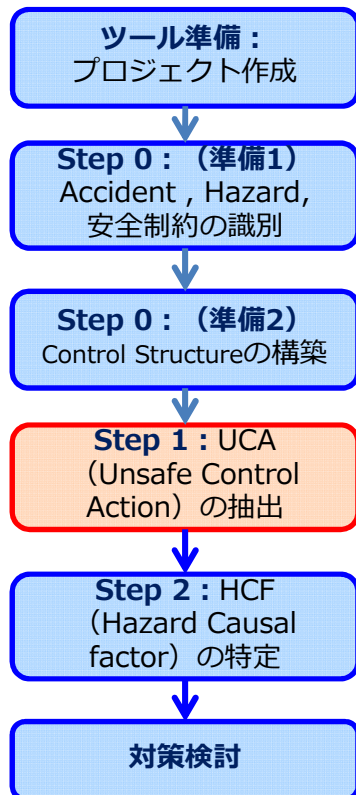 ツール準備：
プロジェクト作成
Step 0：（準備1）
Accident , Hazard,
安全制約の識別
Step 0：（準備2）
Control Structureの構築
Step 1：UCA
（Unsafe Control
Action）の抽出
Step 2：HCF
（Hazard Causal
factor）の特定
対策検討